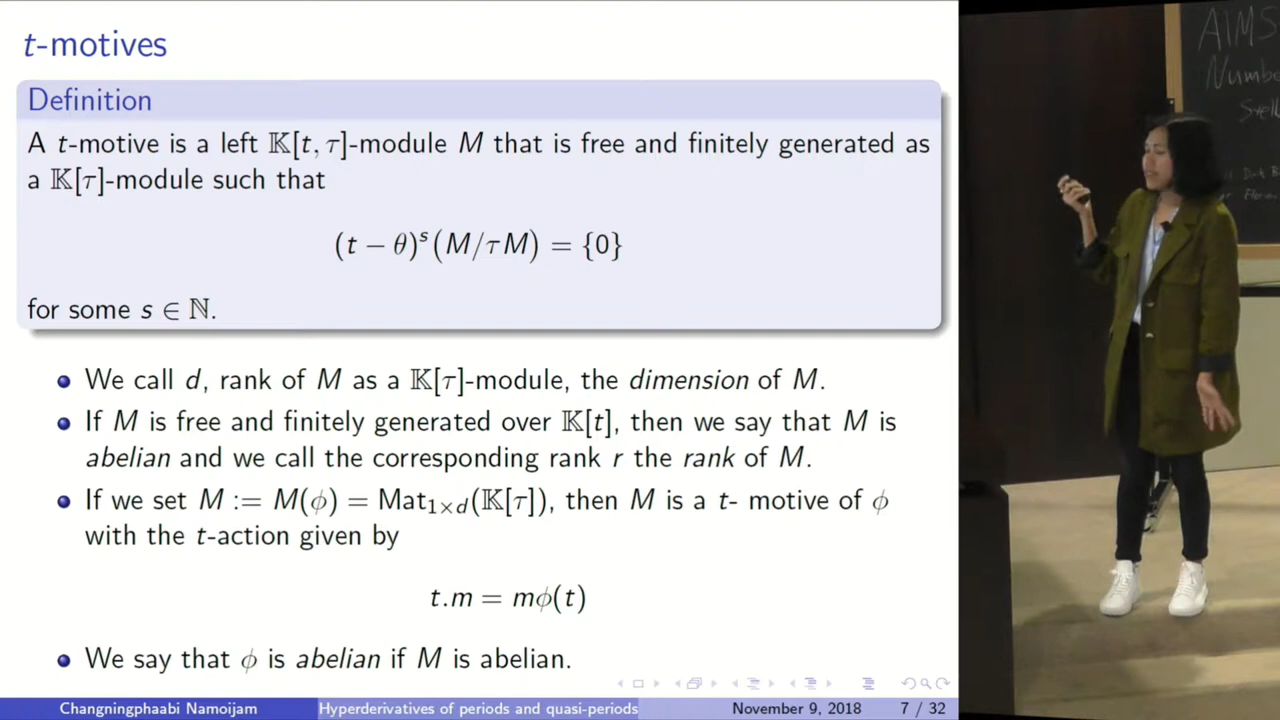 t-motives
Definition
A t-motive is a left 𝕂[t, τ]-module M that is free and finitely generated as
a 𝕂[τ]-module such that
(t − θ)ˢ(M/τM) = {0}
for some s ∈ ℕ.
We call d, rank of M as a 𝕂[τ]-module, the dimension of M.
If M is free and finitely generated over 𝕂[t], then we say that M is
abelian and we call the corresponding rank r the rank of M.
If we set M := M(ϕ) = Mat₁ₓd(𝕂[τ]), then M is a t- motive of ϕ
with the t-action given by
t.m = mϕ(t)
We say that ϕ is abelian if M is abelian.
Changningphaabi Namoijam Hyperderivatives of periods and quasi-periods November 9, 2018 7 / 32
AIMS
Numbe